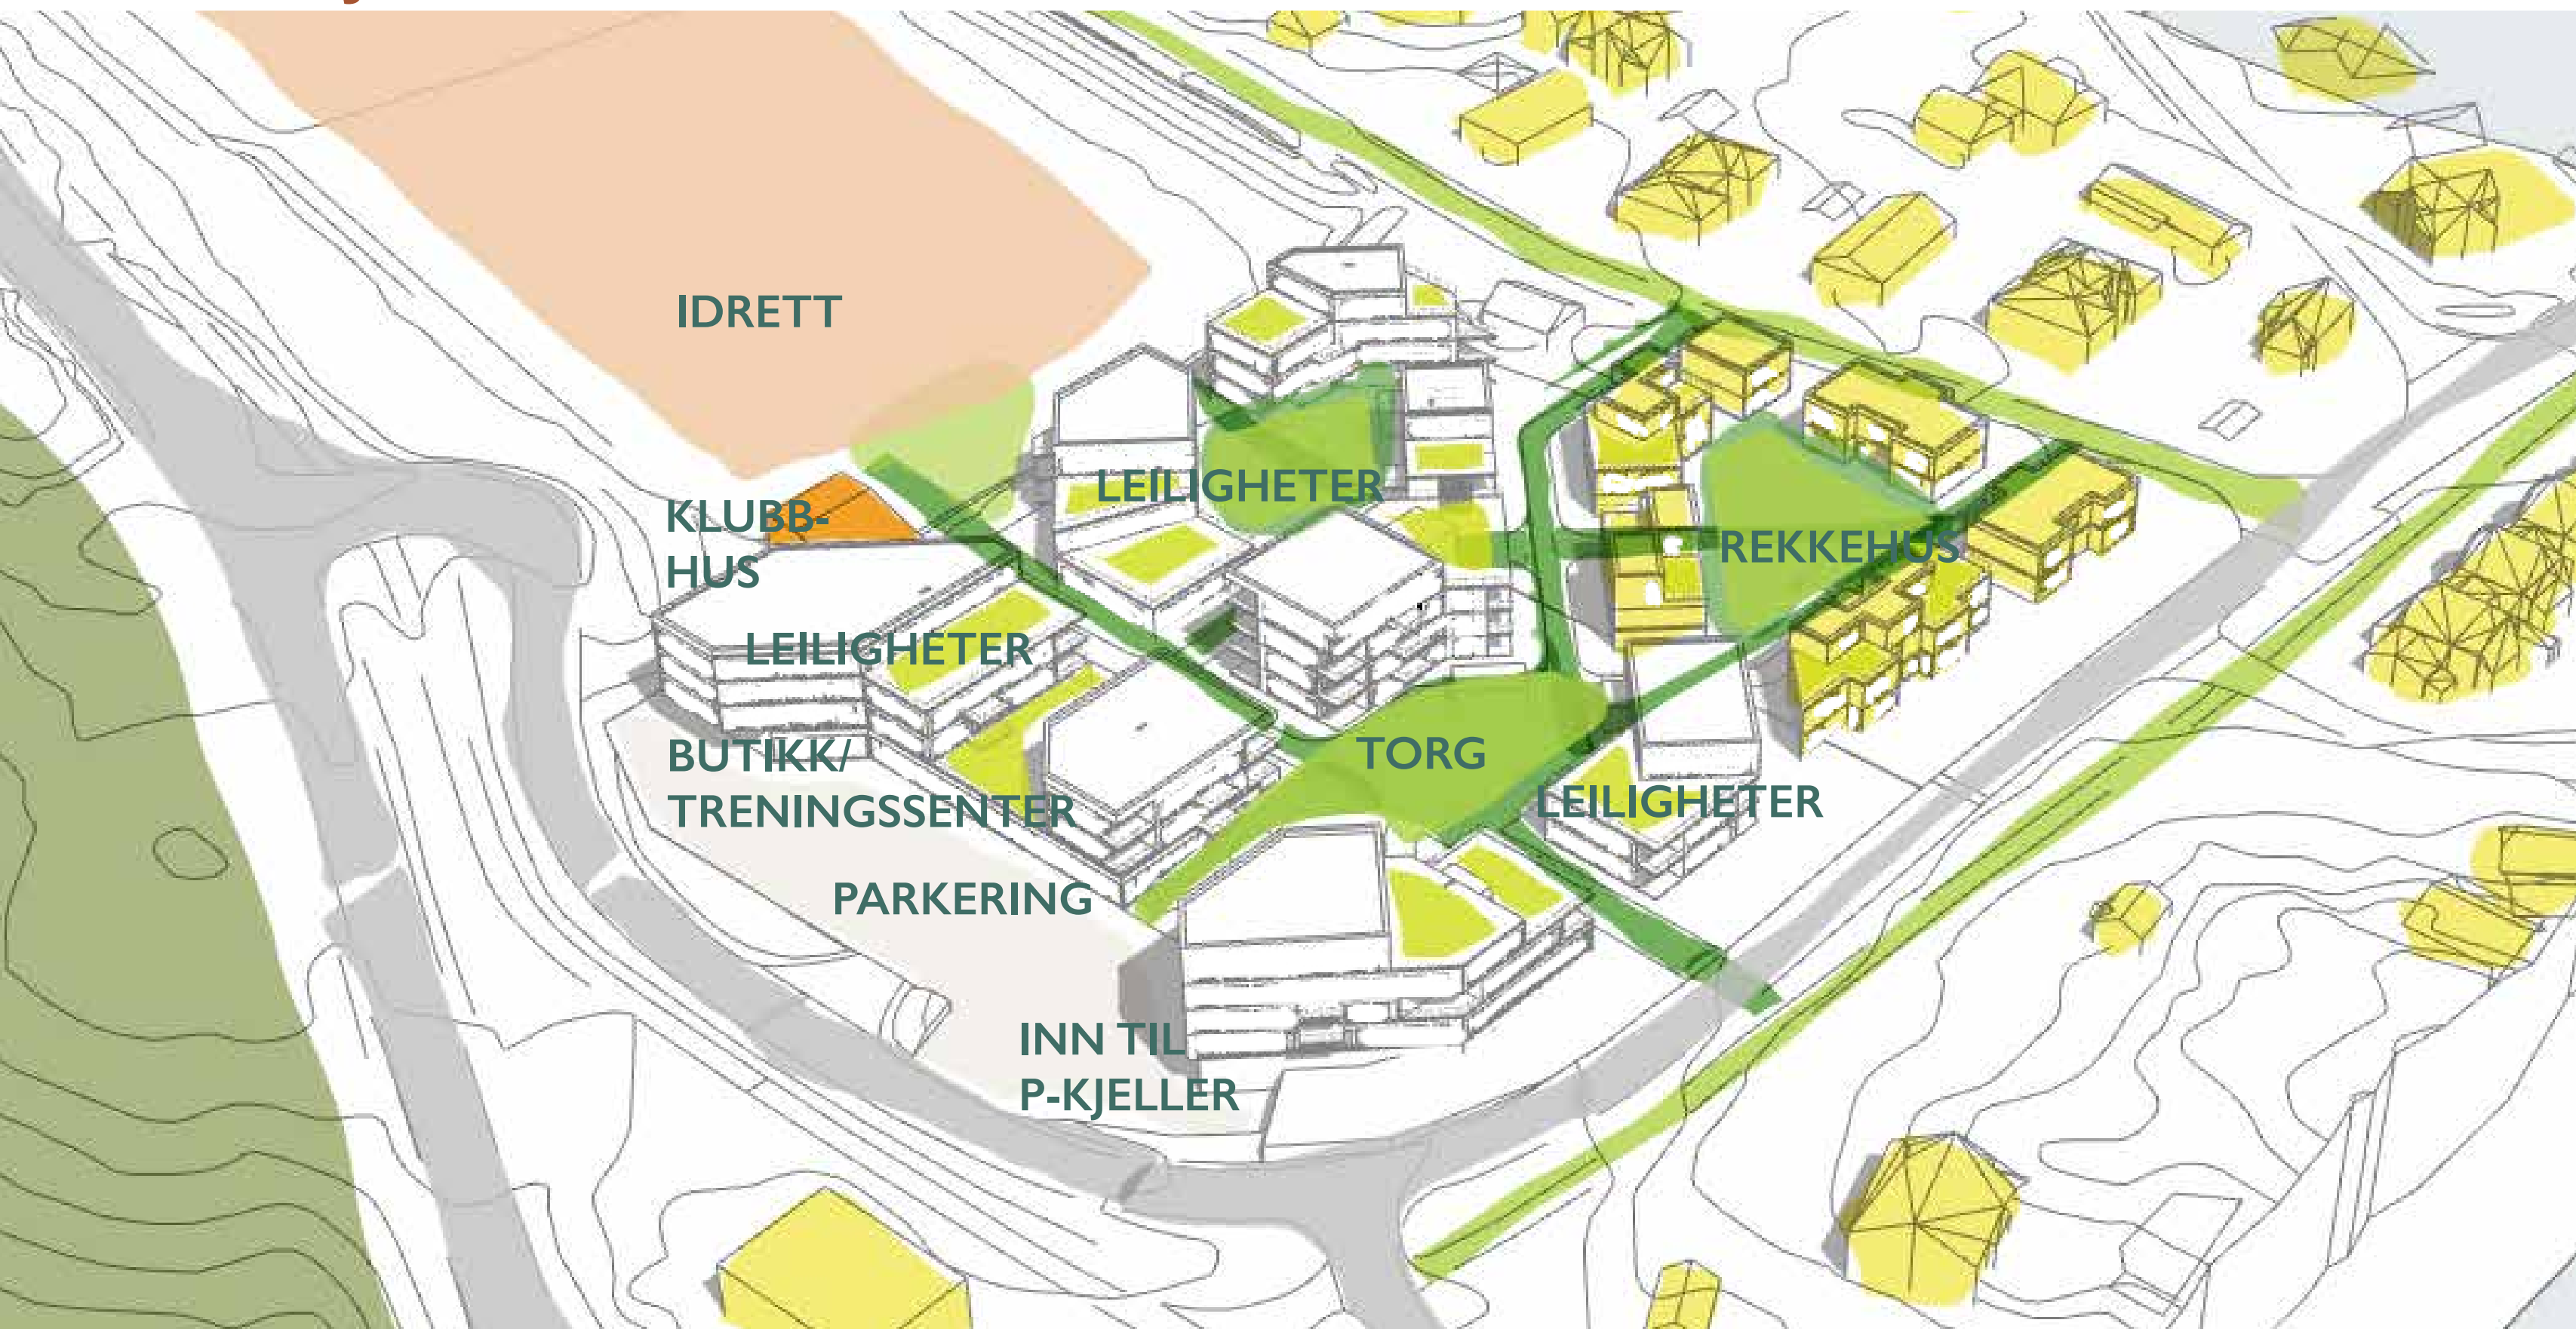 IDRETT
LEILIGHETER
KLUBB-
HUS
REKKEHUS
LEILIGHETER
BUTIKK/
TRENINGSSENTER
TORG
LEILIGHETER
PARKERING
INN TIL
P-KJELLER